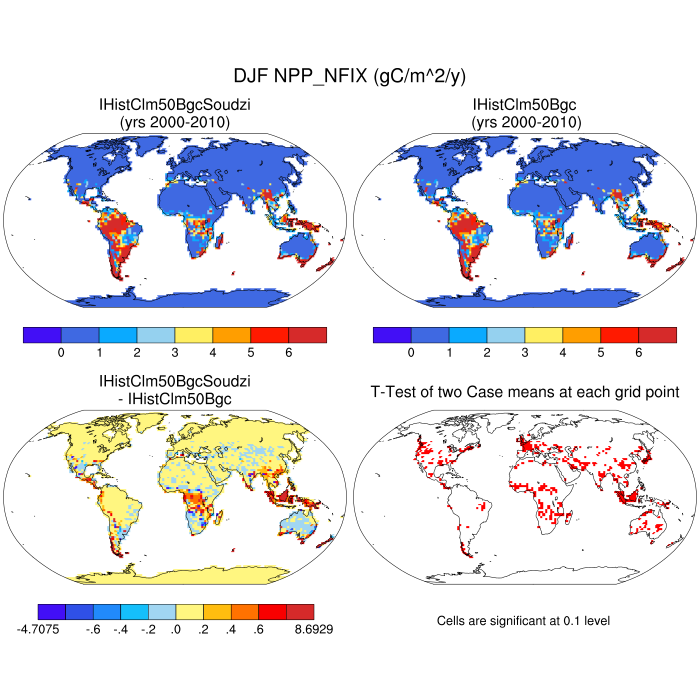 DJF NPP_NFIX (gC/m^2/y)
IHistClm50BgcSoudzi
(yrs 2000-2010)
IHistClm50Bgc
(yrs 2000-2010)
0 1 2 3 4 5 6
0 1 2 3 4 5 6
IHistClm50BgcSoudzi
- IHistClm50Bgc
T-Test of two Case means at each grid point
-4.7075 -.6 -.4 -.2 .0 .2 .4 .6 8.6929
Cells are significant at 0.1 level